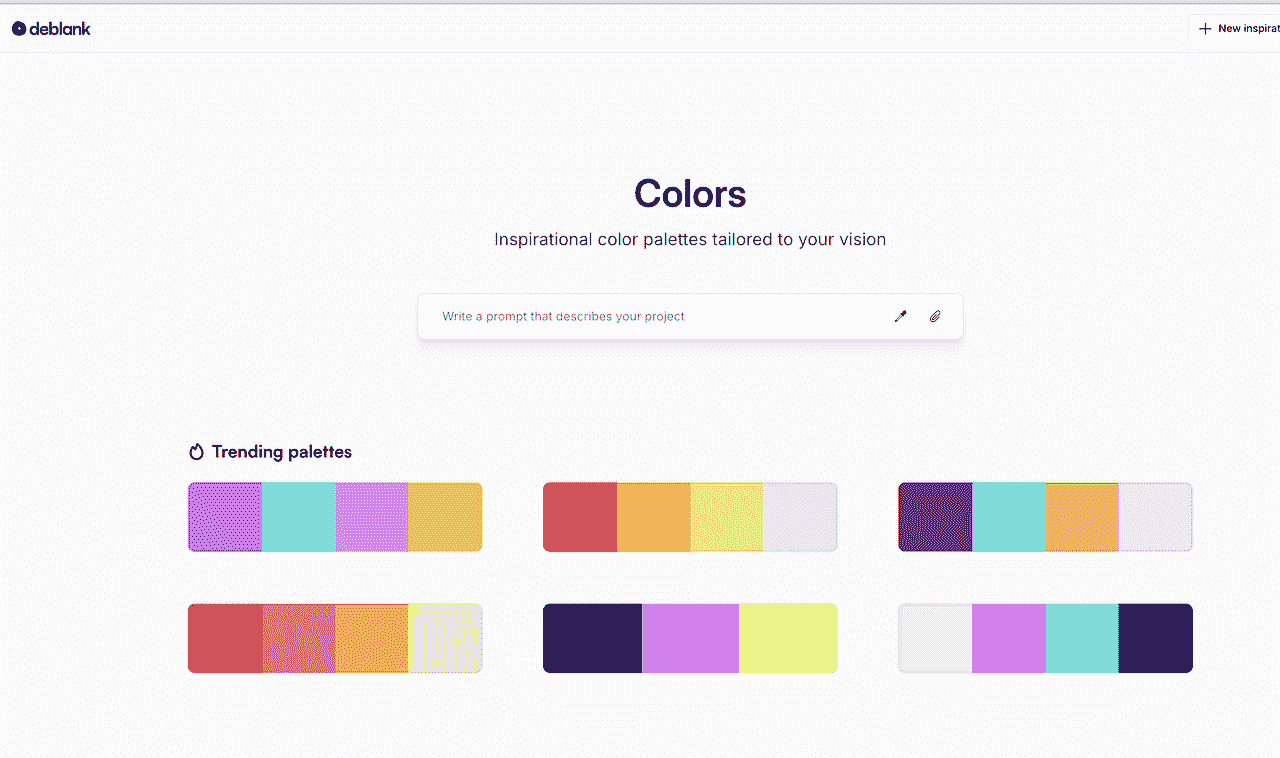 deblank
New inspirat
Colors
Inspirational color palettes tailored to your vision
Write a prompt that describes your project
Trending palettes